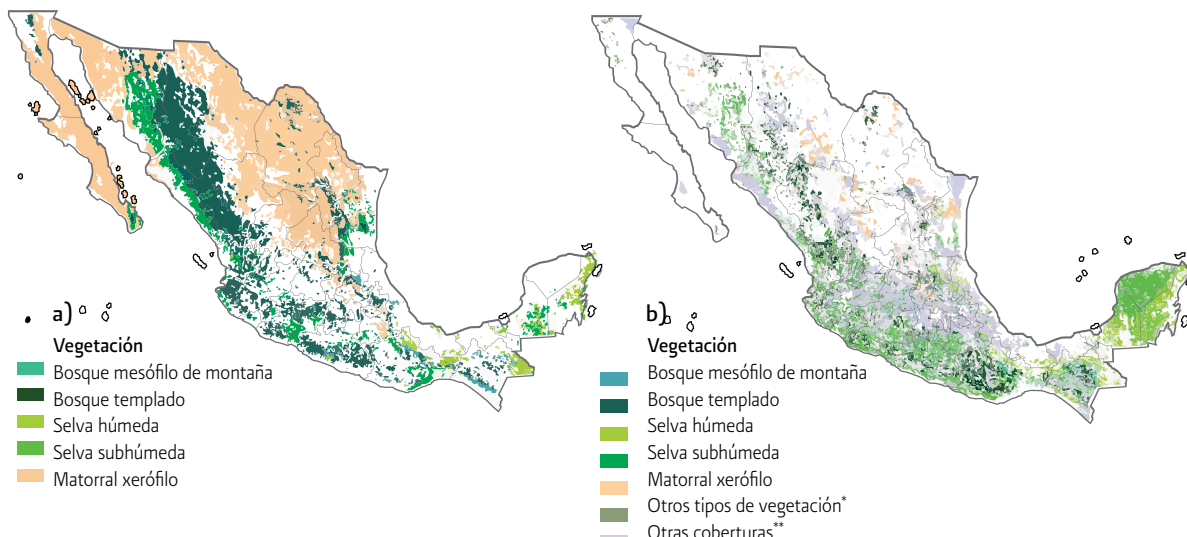 a)
Vegetación
Bosque mesófilo de montaña
Bosque templado
Selva húmeda
Selva subhúmeda
Matorral xerófilo
b)
Vegetación
Bosque mesófilo de montaña
Bosque templado
Selva húmeda
Selva subhúmeda
Matorral xerófilo
Otros tipos de vegetación*
Otras coberturas**